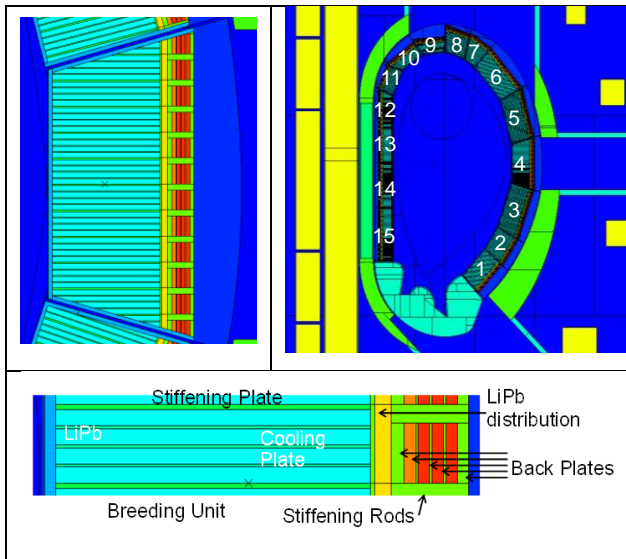 9
8
7
10
6
11
5
12
13
4
14
3
15
2
1
Stiffening Plate
LiPb
distribution
LiPb
Cooling
Plate
Back Plates
Breeding Unit
Stiffening Rods